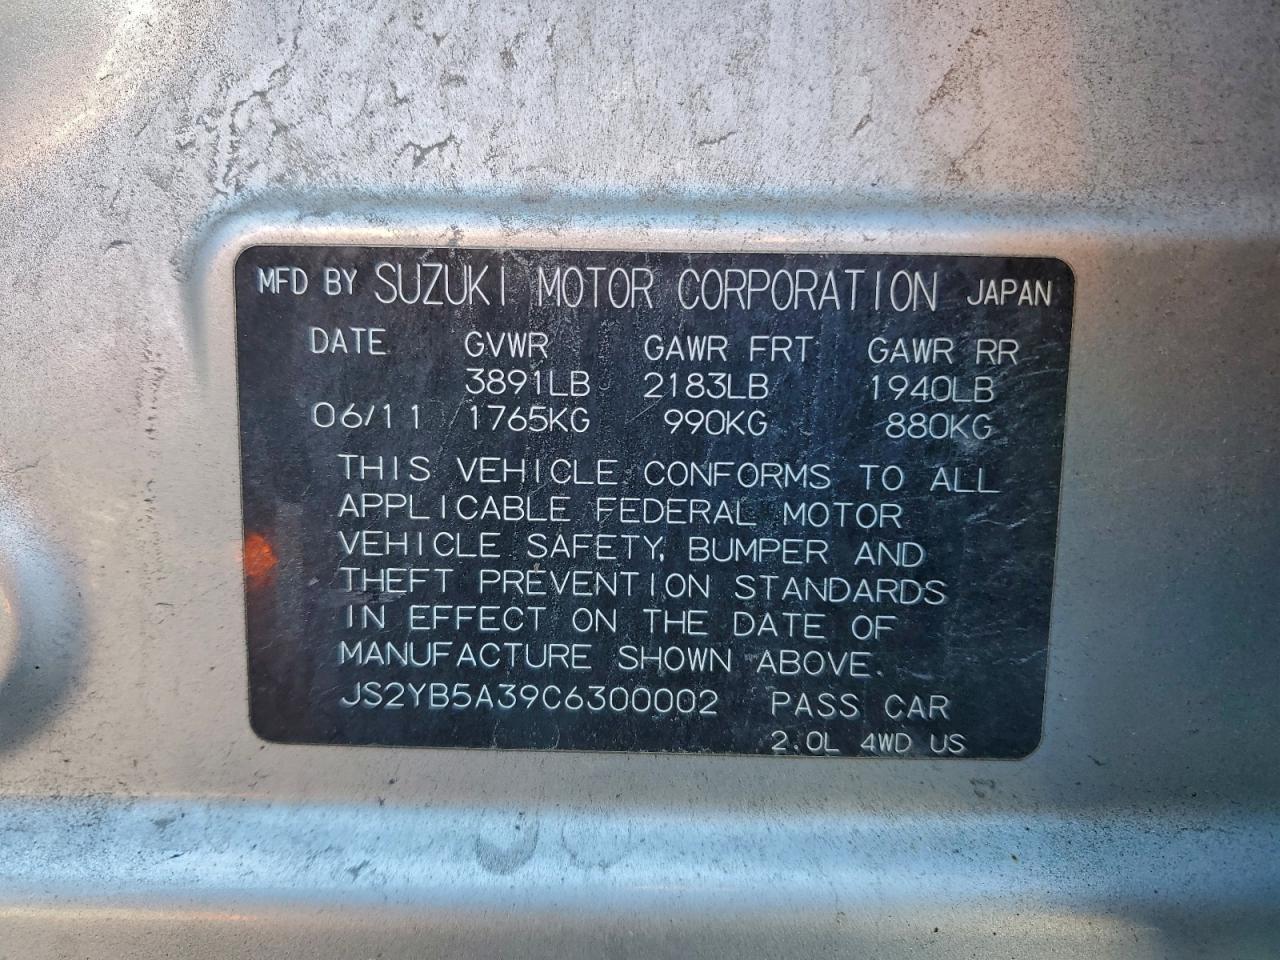 MFD BY SUZUKI MOTOR CORPORATION JAPAN
DATE GVWR GAWR FRT GAWR RR
3891LB 2183LB 1940LB
06/11 1765KG 990KG 880KG
THIS VEHICLE CONFORMS TO ALL
APPLICABLE FEDERAL MOTOR
VEHICLE SAFETY, BUMPER AND
THEFT PREVENTION STANDARDS
IN EFFECT ON THE DATE OF
MANUFACTURE SHOWN ABOVE.
JS2YB5A39C6300002 PASS CAR
2.0L 4WD US